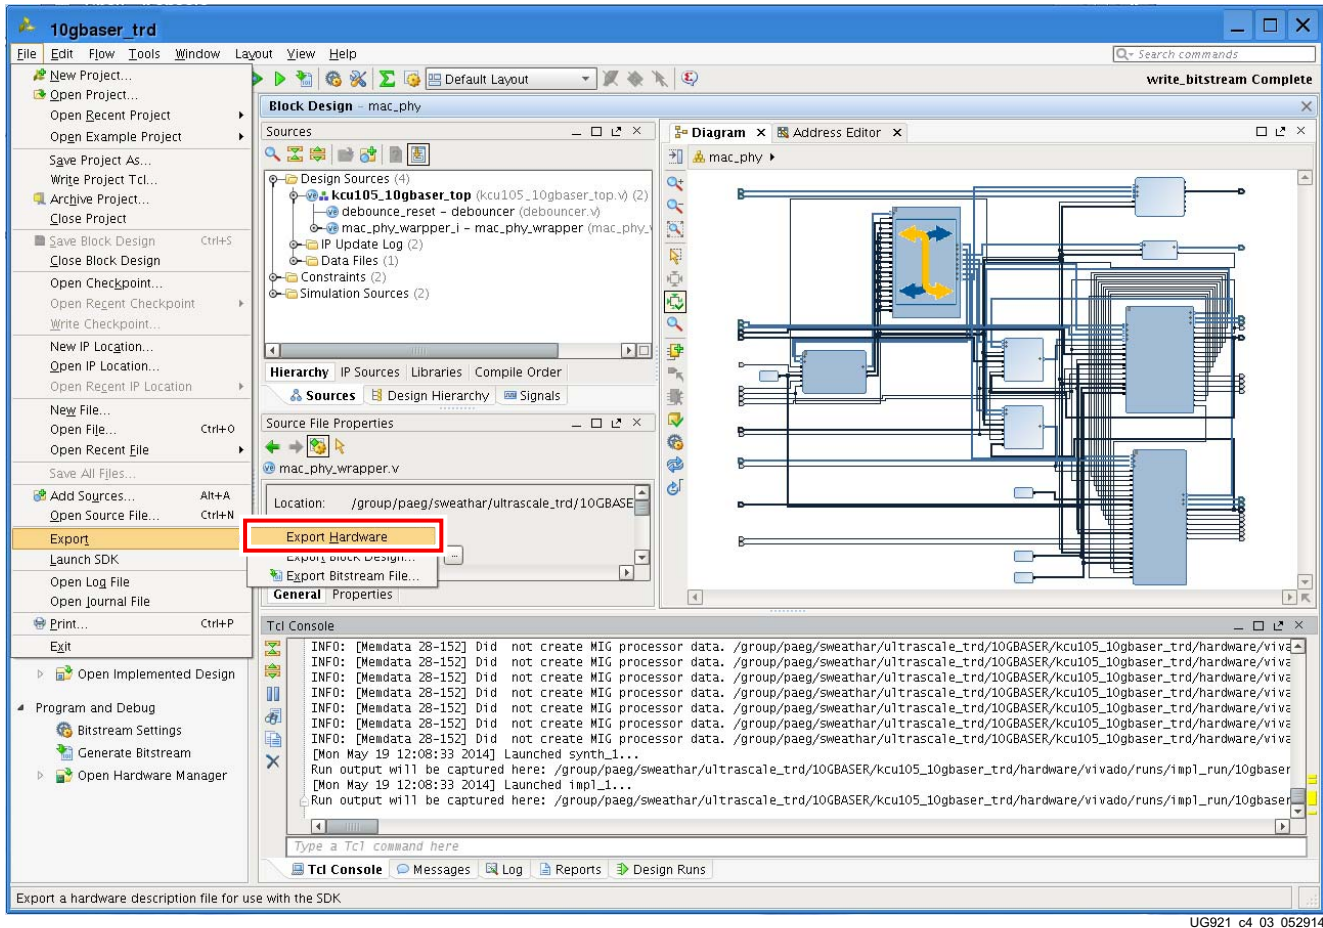 10gbaser_trd
File Edit Flow Tools Window Layout View Help
Search commands
Default Layout
write_bitstream Complete
New Project...
Open Project...
Open Recent Project
Open Example Project
Save Project As...
Write Project Tcl...
Archive Project...
Close Project
Save Block Design Ctrl+S
Close Block Design
Open Checkpoint...
Open Recent Checkpoint
Write Checkpoint...
New IP Location...
Open IP Location...
Open Recent IP Location
New File...
Open File... Ctrl+O
Open Recent File
Save All Files...
Add Sources... Alt+A
Open Source File... Ctrl+N
Export
Launch SDK
Open Log File
Open Journal File
Print... Ctrl+P
Exit
Export Hardware
Export Block Design...
Export Bitstream File...
Open Implemented Design
Program and Debug
Bitstream Settings
Generate Bitstream
Open Hardware Manager
Block Design - mac_phy
Sources
Design Sources (4)
kcu105_10gbaser_top (kcu105_10gbaser_top.v) (2)
debounce_reset - debouncer (debouncer.v)
mac_phy_warpper_i - mac_phy_wrapper (mac_phy_
IP Update Log (2)
Data Files (1)
Constraints (2)
Simulation Sources (2)
Hierarchy IP Sources Libraries Compile Order
Sources Design Hierarchy Signals
Source File Properties
mac_phy_wrapper.v
Location: /group/paeg/sweathar/ultrascale_trd/10GBASE
General Properties
Diagram Address Editor
mac_phy
Tcl Console
INFO: [Memdata 28-152] Did not create MIG processor data. /group/paeg/sweathar/ultrascale_trd/10GBASER/kcu105_10gbaser_trd/hardware/viva
INFO: [Memdata 28-152] Did not create MIG processor data. /group/paeg/sweathar/ultrascale_trd/10GBASER/kcu105_10gbaser_trd/hardware/viva
INFO: [Memdata 28-152] Did not create MIG processor data. /group/paeg/sweathar/ultrascale_trd/10GBASER/kcu105_10gbaser_trd/hardware/viva
INFO: [Memdata 28-152] Did not create MIG processor data. /group/paeg/sweathar/ultrascale_trd/10GBASER/kcu105_10gbaser_trd/hardware/viva
INFO: [Memdata 28-152] Did not create MIG processor data. /group/paeg/sweathar/ultrascale_trd/10GBASER/kcu105_10gbaser_trd/hardware/viva
INFO: [Memdata 28-152] Did not create MIG processor data. /group/paeg/sweathar/ultrascale_trd/10GBASER/kcu105_10gbaser_trd/hardware/viva
INFO: [Memdata 28-152] Did not create MIG processor data. /group/paeg/sweathar/ultrascale_trd/10GBASER/kcu105_10gbaser_trd/hardware/viva
[Mon May 19 12:08:33 2014] Launched synth_1...
Run output will be captured here: /group/paeg/sweathar/ultrascale_trd/10GBASER/kcu105_10gbaser_trd/hardware/vivado/runs/impl_run/10gbaser
[Mon May 19 12:08:33 2014] Launched impl_1...
Run output will be captured here: /group/paeg/sweathar/ultrascale_trd/10GBASER/kcu105_10gbaser_trd/hardware/vivado/runs/impl_run/10gbaser
Type a Tcl command here
Tcl Console Messages Log Reports Design Runs
Export a hardware description file for use with the SDK
UG921_c4_03_052914